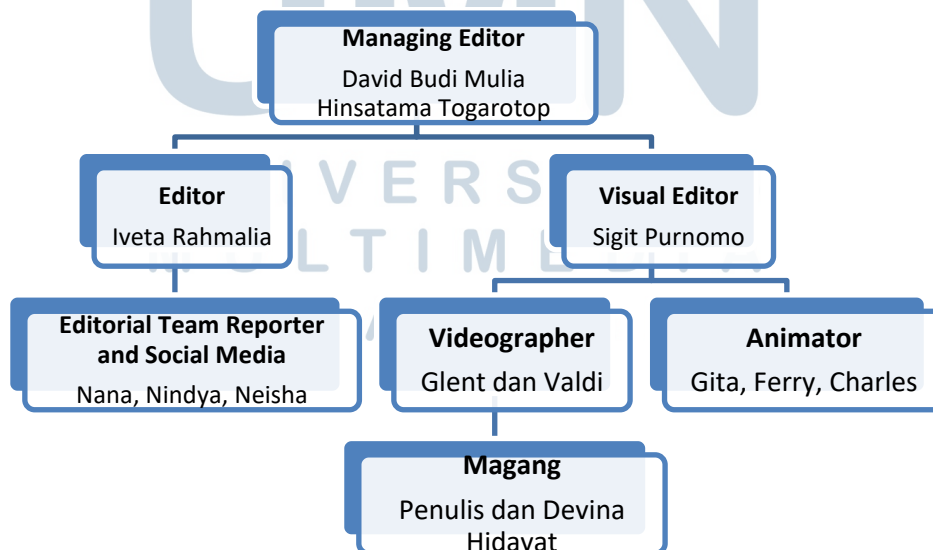 Managing Editor
David Budi Mulia
Hinsatama Togarotop
Editor
Iveta Rahmalia
Visual Editor
Sigit Purnomo
Editorial Team Reporter
and Social Media
Nana, Nindya, Neisha
Videographer
Glent dan Valdi
Animator
Gita, Ferry, Charles
Magang
Penulis dan Devina
Hidayat